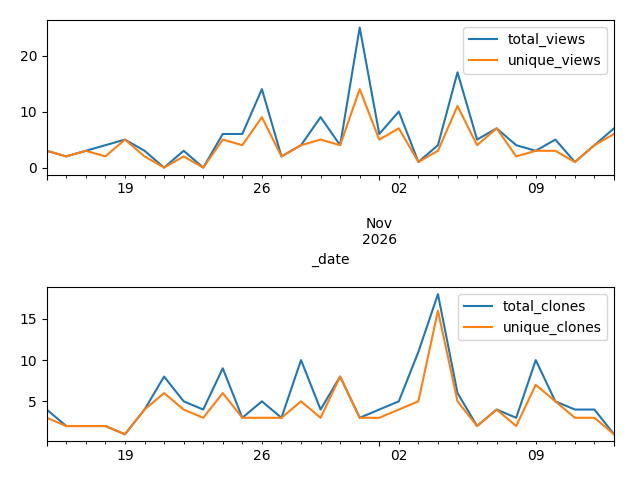 total_views
unique_views
20
10
0
19 26 02 09
Nov
2026
_date
total_clones
unique_clones
15
10
5
19 26 02 09